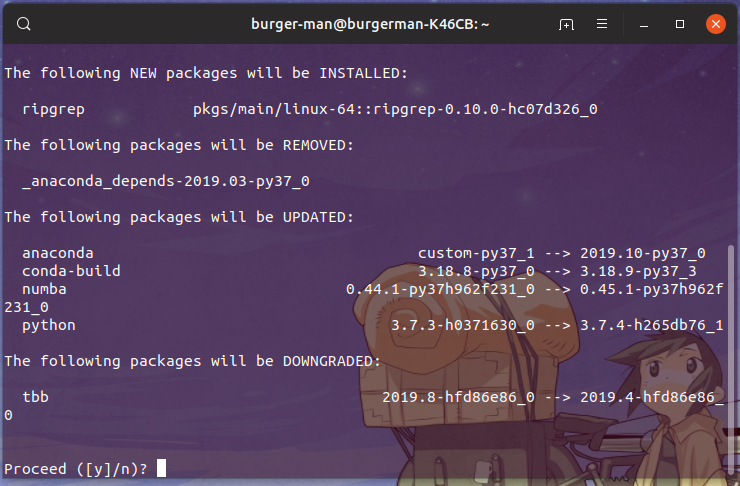 burger-man@burgerman-K46CB: ~
The following NEW packages will be INSTALLED:
ripgrep pkgs/main/linux-64::ripgrep-0.10.0-hc07d326_0
The following packages will be REMOVED:
_anaconda_depends-2019.03-py37_0
The following packages will be UPDATED:
anaconda custom-py37_1 --> 2019.10-py37_0
conda-build 3.18.8-py37_0 --> 3.18.9-py37_3
numba 0.44.1-py37h962f231_0 --> 0.45.1-py37h962f
231_0
python 3.7.3-h0371630_0 --> 3.7.4-h265db76_1
The following packages will be DOWNGRADED:
tbb 2019.8-hfd86e86_0 --> 2019.4-hfd86e86_
0
Proceed ([y]/n)?